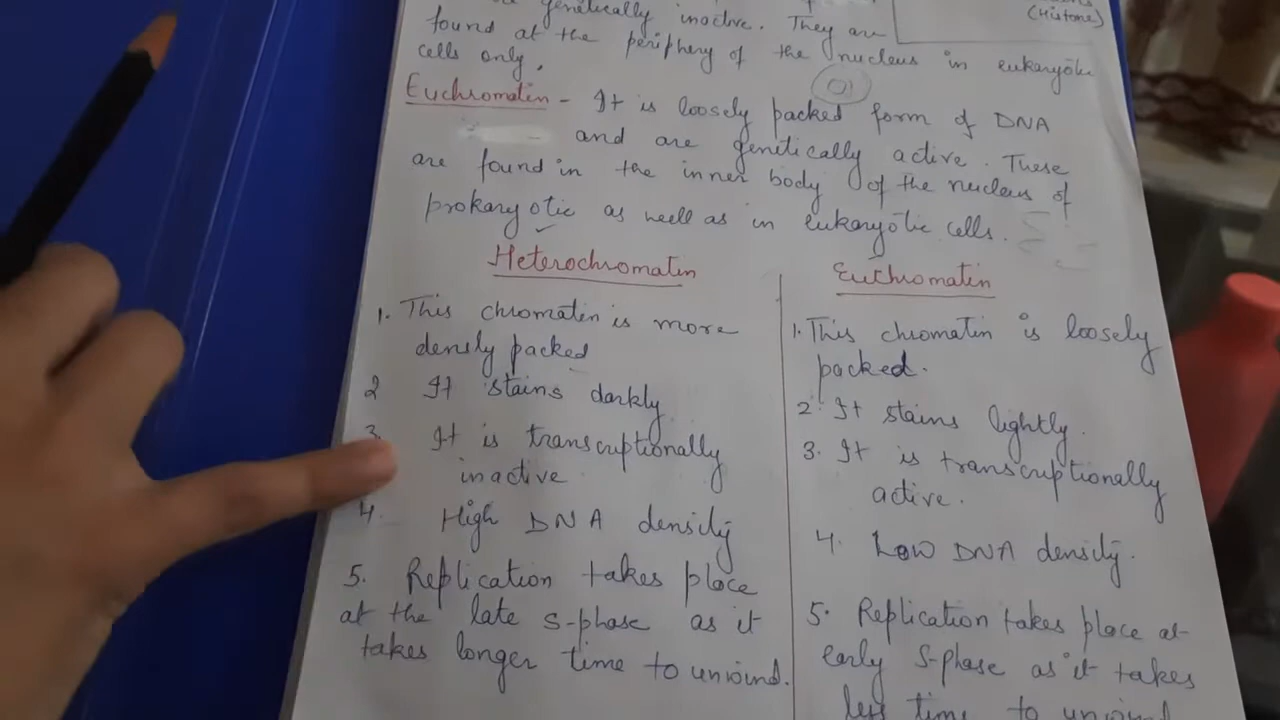 genetically inactive. They are
(Histone)
found at the periphery of the nucleus in eukaryotic
cells only.
Euchromatin - It is loosely packed form of DNA
and are genetically active. These
are found in the inner body of the nucleus of
prokaryotic as well as in eukaryotic cells.
Heterochromatin
1. This chromatin is more
densly packed
2 It stains darkly
3 It is transcriptionally
inactive
4. High DNA density
5. Replication takes place
at the late S-phase as it
takes longer time to unwind.
Euchromatin
1. This chromatin is loosely
packed.
2. It stains lightly.
3. It is transcriptionally
active.
4. Low DNA density.
5. Replication takes place at
early S-phase as it takes
less time to unwind